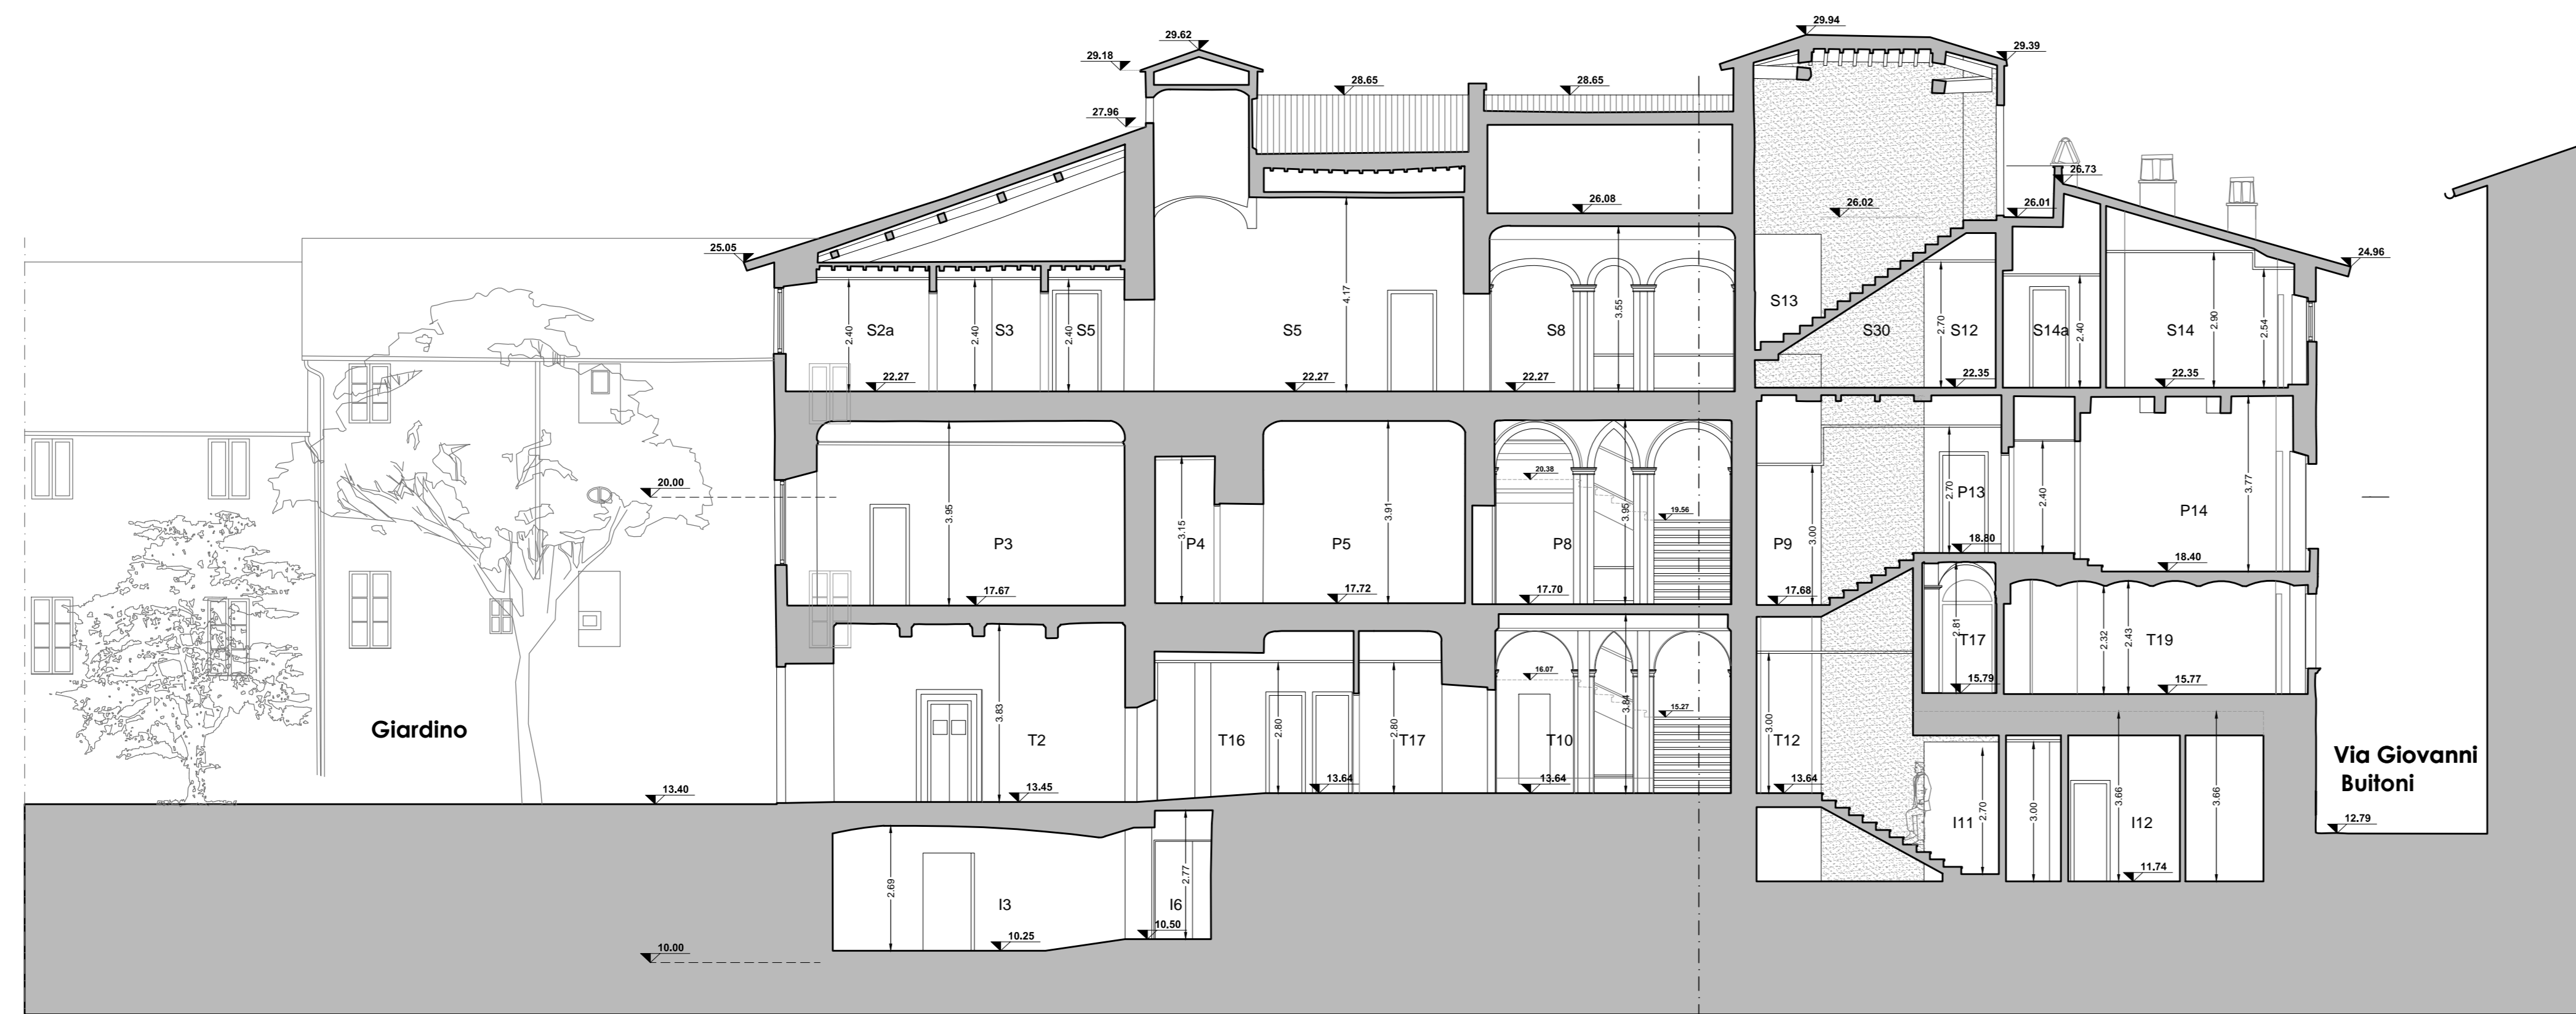 29.94
29.62
29.39
29.18
28.65
28.65
27.96
26.73
26.08
26.02
26.01
25.05
24.96
4.17
3.55
2.70
2.90
2.54
2.40
2.40
2.40
2.40
S2a
S3
S5
S5
S8
S13
S30
S12
S14a
S14
22.27
22.27
22.27
22.35
22.35
20.00
20.38
19.56
3.95
3.15
3.91
3.95
3.00
2.70
2.40
3.77
P3
P4
P5
P8
P9
P13
P14
18.80
18.40
17.67
17.72
17.70
17.68
2.81
2.32
2.43
T17
T19
16.07
15.79
15.77
15.27
3.83
2.80
2.80
3.84
3.00
Giardino
T2
T16
T17
T10
T12
Via Giovanni
Buitoni
13.40
13.45
13.64
13.64
13.64
12.79
2.70
3.00
3.66
3.66
I11
I12
11.74
2.69
2.77
I3
I6
10.50
10.25
10.00